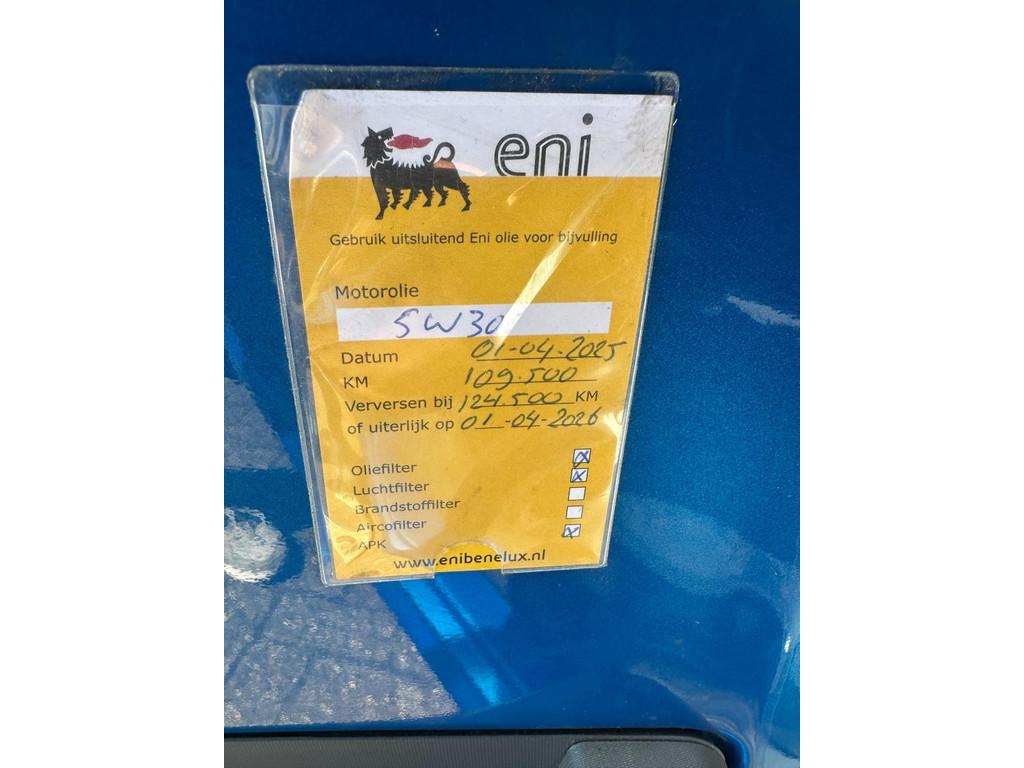 eni
Gebruik uitsluitend Eni olie voor bijvulling
Motorolie
5W30
Datum 01-04-2025
KM 109.500
Verversen bij 124.500 KM
of uiterlijk op 01-04-2026
Oliefilter
Luchtfilter
Brandstoffilter
Aircofilter
APK
www.enibenelux.nl